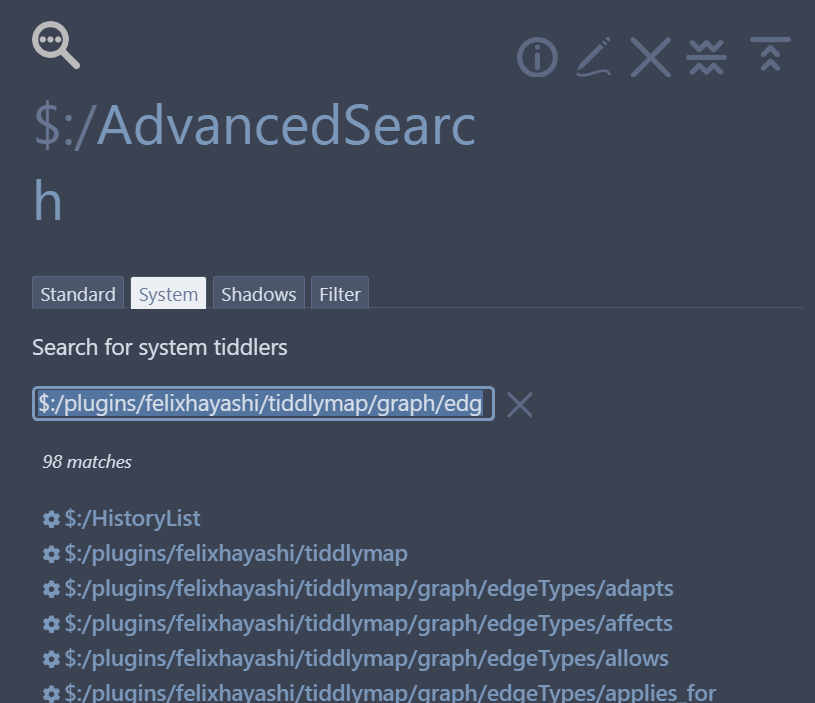 $:/AdvancedSearc
h
Standard System Shadows Filter
Search for system tiddlers
$:/plugins/felixhayashi/tiddlymap/graph/edg
98 matches
$:/HistoryList
$:/plugins/felixhayashi/tiddlymap
$:/plugins/felixhayashi/tiddlymap/graph/edgeTypes/adapts
$:/plugins/felixhayashi/tiddlymap/graph/edgeTypes/affects
$:/plugins/felixhayashi/tiddlymap/graph/edgeTypes/allows
$:/plugins/felixhayashi/tiddlymap/graph/edgeTypes/applies_for